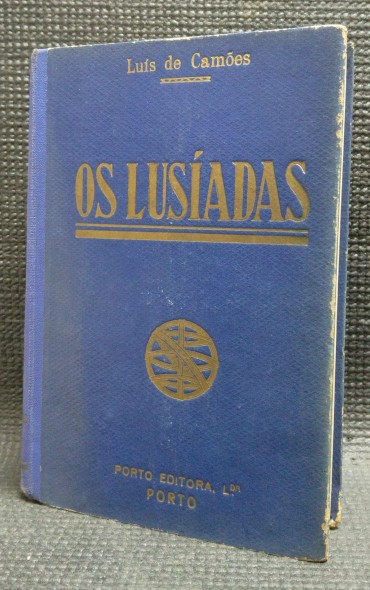 Luís de Camões
OS LUSÍADAS
PORTO EDITORA, L.DA
PORTO